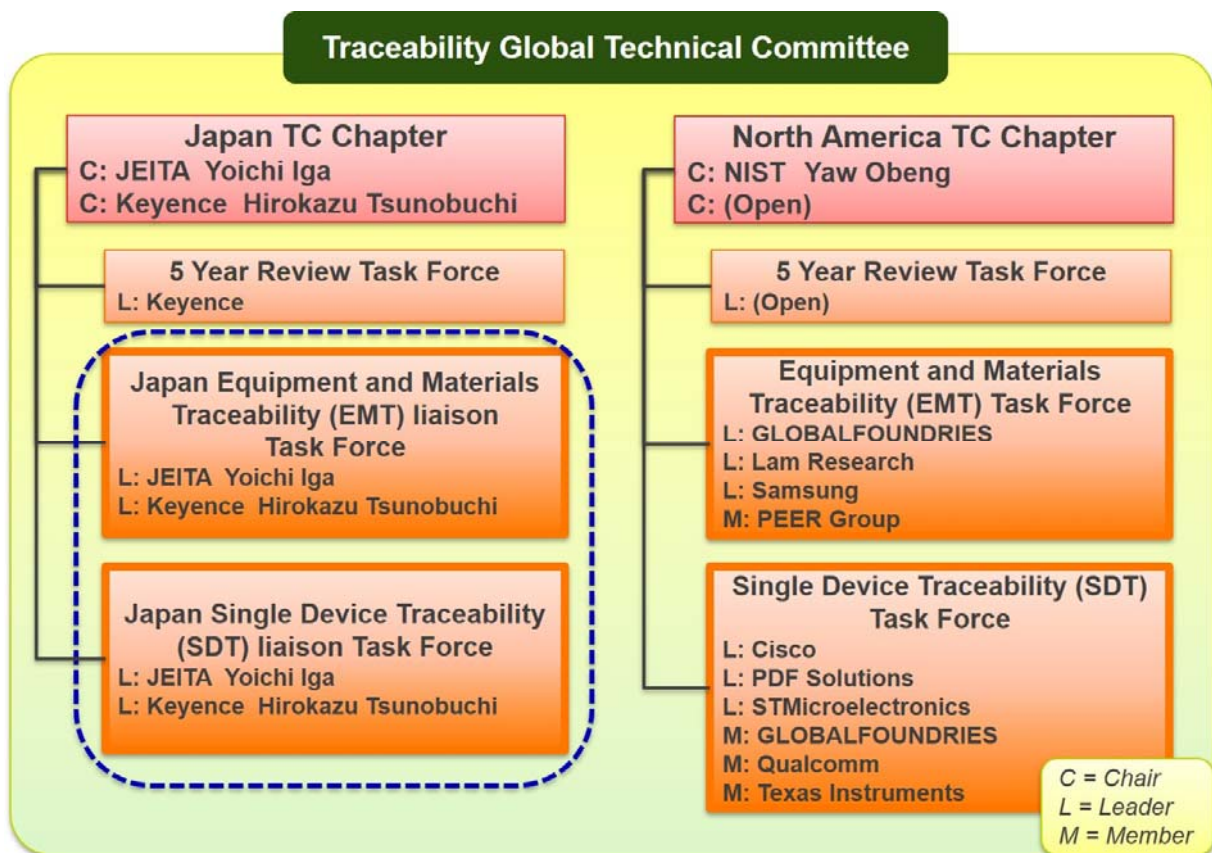 Traceability Global Technical Committee
Japan TC Chapter
C: JEITA Yoichi Iga
C: Keyence Hirokazu Tsunobuchi
5 Year Review Task Force
L: Keyence
Japan Equipment and Materials
Traceability (EMT) liaison
Task Force
L: JEITA Yoichi Iga
L: Keyence Hirokazu Tsunobuchi
Japan Single Device Traceability
(SDT) liaison Task Force
L: JEITA Yoichi Iga
L: Keyence Hirokazu Tsunobuchi
North America TC Chapter
C: NIST Yaw Obeng
C: (Open)
5 Year Review Task Force
L: (Open)
Equipment and Materials
Traceability (EMT) Task Force
L: GLOBALFOUNDRIES
L: Lam Research
L: Samsung
M: PEER Group
Single Device Traceability (SDT)
Task Force
L: Cisco
L: PDF Solutions
L: STMicroelectronics
M: GLOBALFOUNDRIES
M: Qualcomm
M: Texas Instruments
C = Chair
L = Leader
M = Member